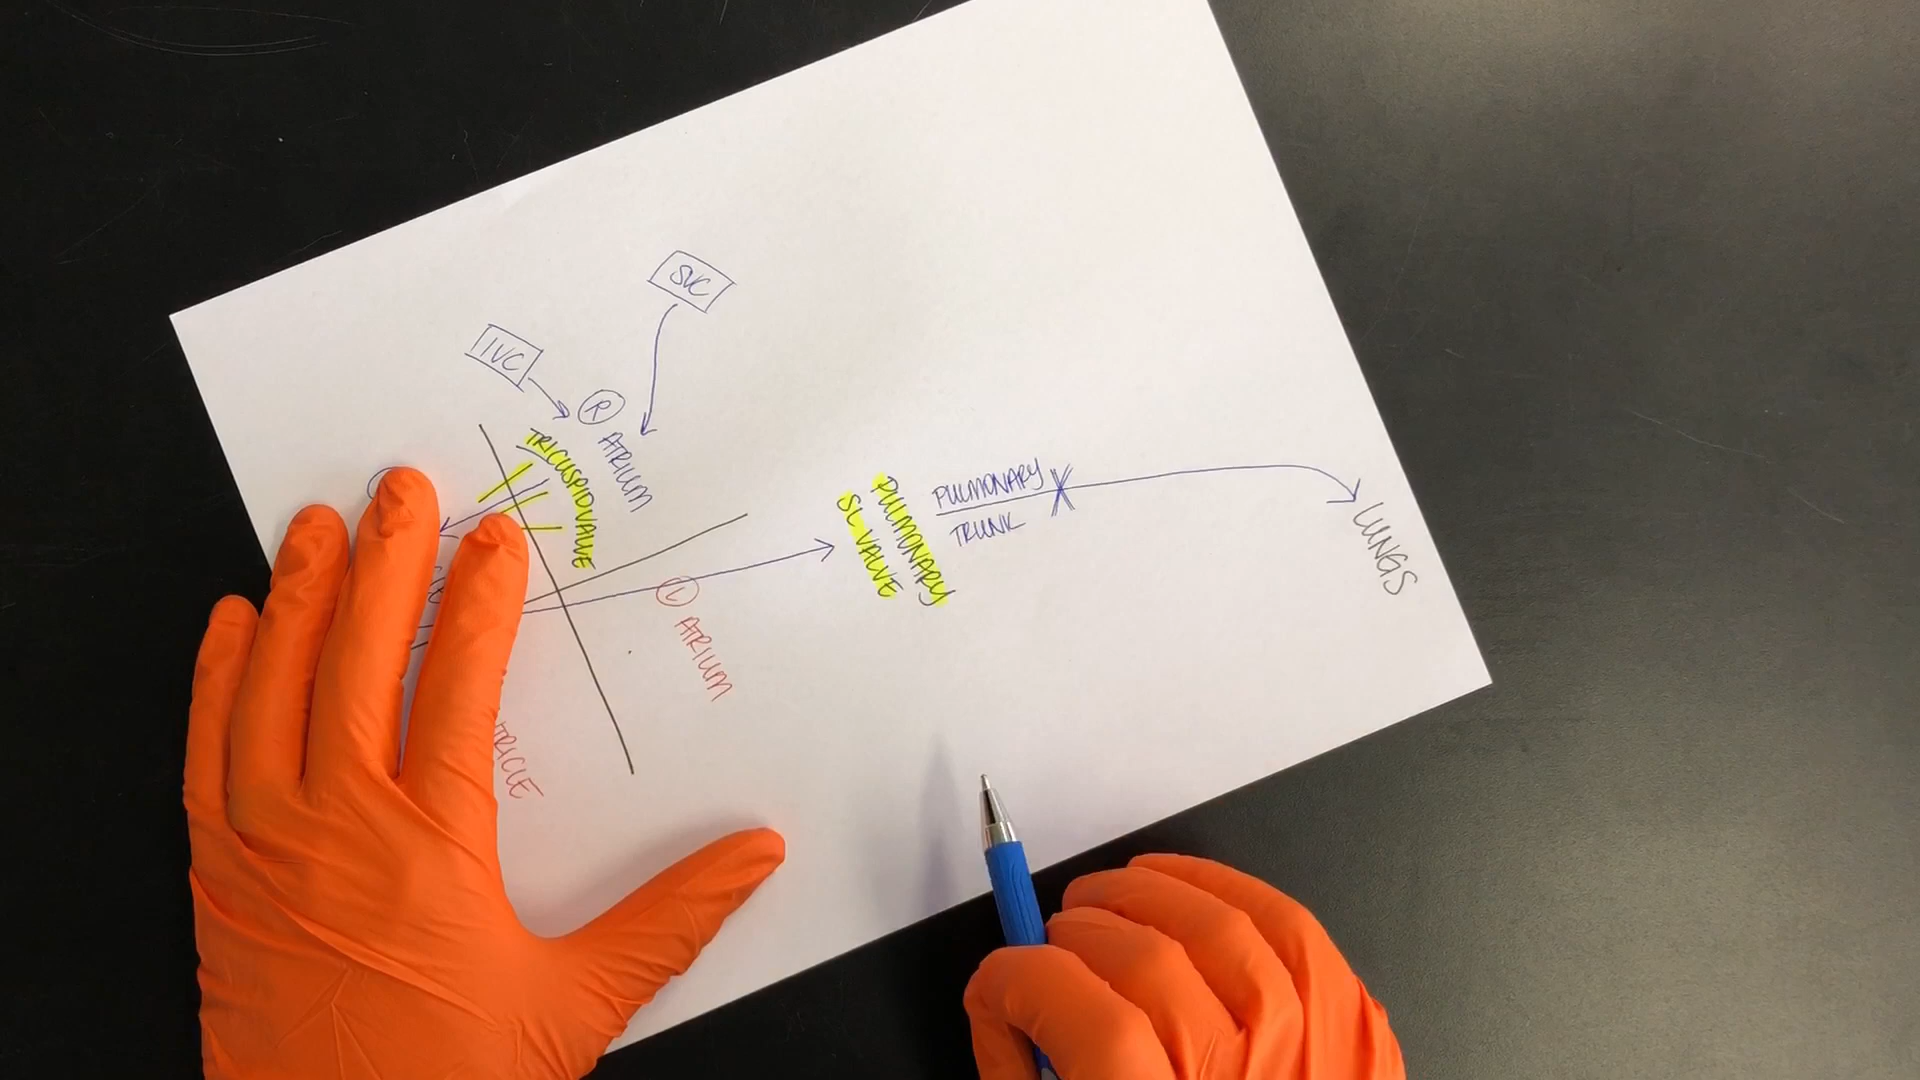 SVC
IVC
R
ATRIUM
TRICUSPID VALVE
PULMONARY
SL VALVE
PULMONARY
TRUNK
LUNGS
L
ATRIUM